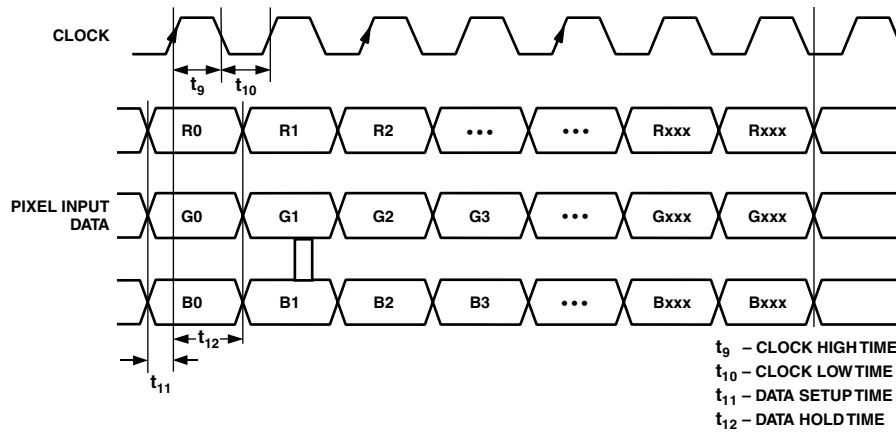 CLOCK
t9
t10
R0 R1 R2 ••• ••• Rxxx Rxxx
PIXEL INPUT
DATA
G0 G1 G2 G3 ••• Gxxx Gxxx
B0 B1 B2 B3 ••• Bxxx Bxxx
t12
t11
t9 – CLOCK HIGH TIME
t10 – CLOCK LOW TIME
t11 – DATA SETUP TIME
t12 – DATA HOLD TIME